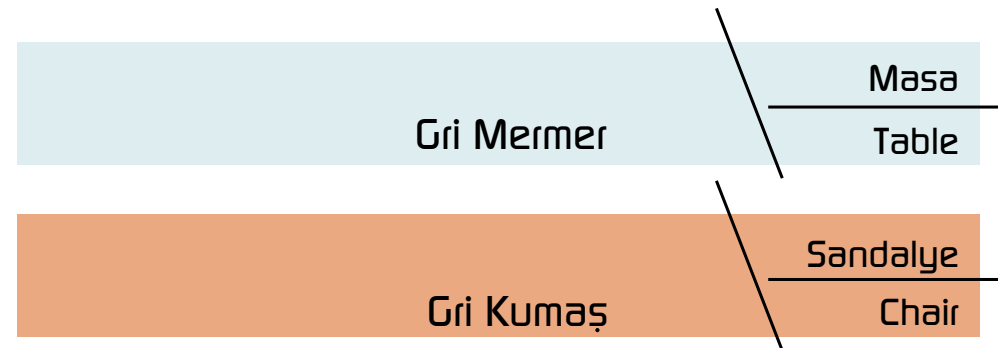 Masa
Gri Mermer
Table
Sandalye
Gri Kumaş
Chair